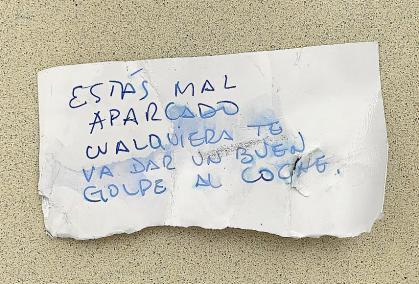 ESTÁS MAL
APARCADO
CUALQUIERA TE
VA DAR UN BUEN
GOLPE AL COCHE.